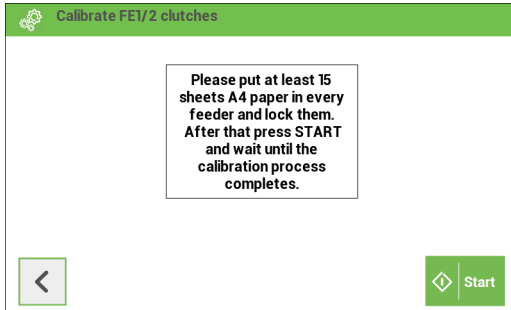 Calibrate FE1/2 clutches
Please put at least 15
sheets A4 paper in every
feeder and lock them.
After that press START
and wait until the
calibration process
completes.
Start